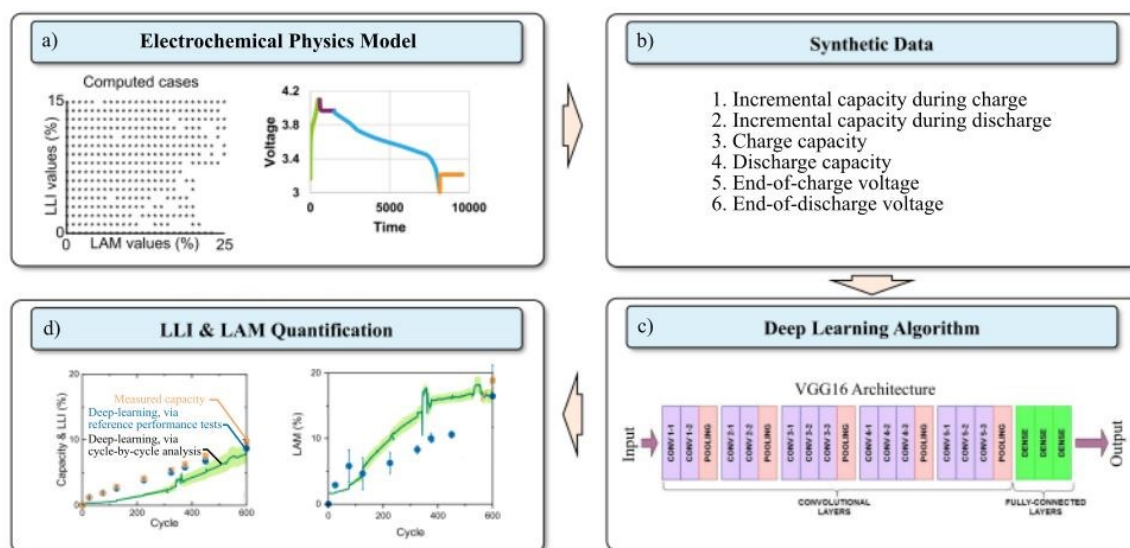 a) Electrochemical Physics Model
Computed cases
15
LLI values (%)
0
0
LAM values (%)
25
4.2
3.8
3.4
3
Voltage
0
5000
10000
Time
b) Synthetic Data
1. Incremental capacity during charge
2. Incremental capacity during discharge
3. Charge capacity
4. Discharge capacity
5. End-of-charge voltage
6. End-of-discharge voltage
d) LLI & LAM Quantification
20
15
10
5
0
Capacity & LLI (%)
Measured capacity
Deep-learning, via
reference performance tests
Deep-learning, via
cycle-by-cycle analysis
0
200
400
600
Cycle
20
10
0
LAM (%)
0
200
400
600
Cycle
c) Deep Learning Algorithm
VGG16 Architecture
Input
CONV 1-1
CONV 1-2
POOLING
CONV 2-1
CONV 2-2
POOLING
CONV 3-1
CONV 3-2
CONV 3-3
POOLING
CONV 4-1
CONV 4-2
CONV 4-3
POOLING
CONV 5-1
CONV 5-2
CONV 5-3
POOLING
DENSE
DENSE
DENSE
Output
CONVOLUTIONAL
LAYERS
FULLY-CONNECTED
LAYERS